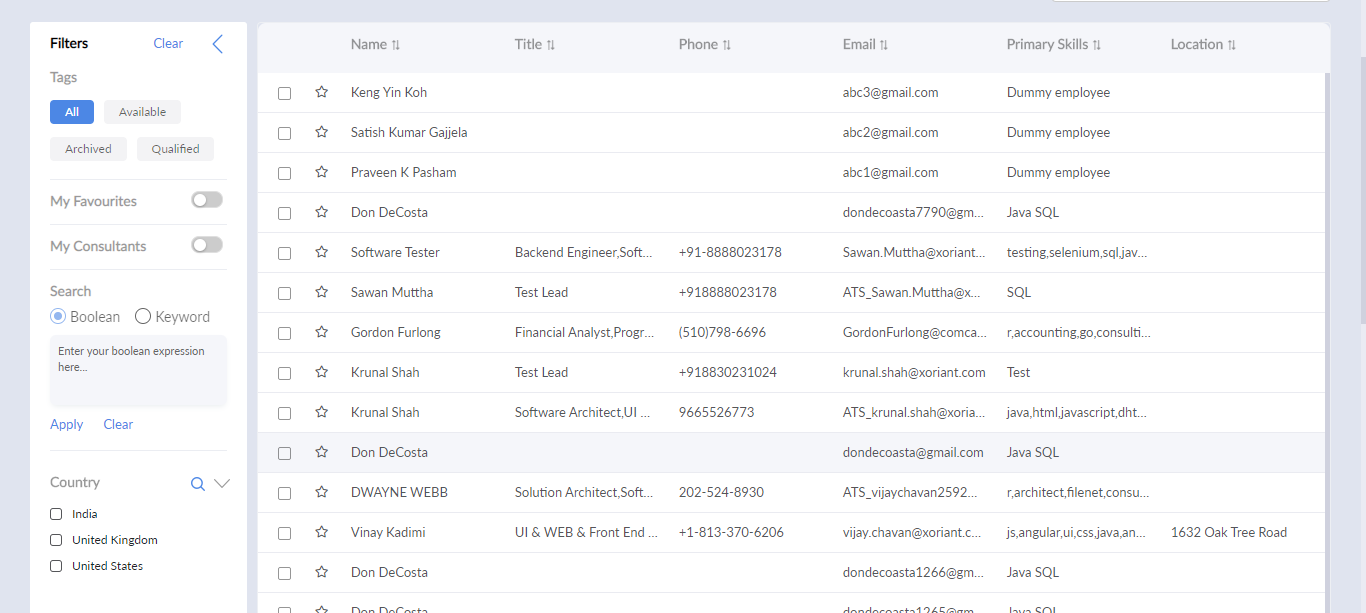 Filters Clear
Tags
All Available
Archived Qualified
My Favourites
My Consultants
Search
Boolean Keyword
Enter your boolean expression
here...
Apply Clear
Country
India
United Kingdom
United States
Name Title Phone Email Primary Skills Location
Keng Yin Koh abc3@gmail.com Dummy employee
Satish Kumar Gajjela abc2@gmail.com Dummy employee
Praveen K Pasham abc1@gmail.com Dummy employee
Don DeCosta dondecoasta7790@gm... Java SQL
Software Tester Backend Engineer,Soft... +91-8888023178 Sawan.Muttha@xoriant... testing,selenium,sql,jav...
Sawan Muttha Test Lead +918888023178 ATS_Sawan.Muttha@x... SQL
Gordon Furlong Financial Analyst,Progr... (510)798-6696 GordonFurlong@comca... r,accounting,go,consulti...
Krunal Shah Test Lead +918830231024 krunal.shah@xoriant.com Test
Krunal Shah Software Architect,UI ... 9665526773 ATS_krunal.shah@xoria... java,html,javascript,dht...
Don DeCosta dondecoasta@gmail.com Java SQL
DWAYNE WEBB Solution Architect,Soft... 202-524-8930 ATS_vijaychavan2592... r,architect,filenet,consu...
Vinay Kadimi UI & WEB & Front End ... +1-813-370-6206 vijay.chavan@xoriant.c... js,angular,ui,css,java,an... 1632 Oak Tree Road
Don DeCosta dondecoasta1266@gm... Java SQL
Don DeCosta dondecoasta1265@gm... Java SQL